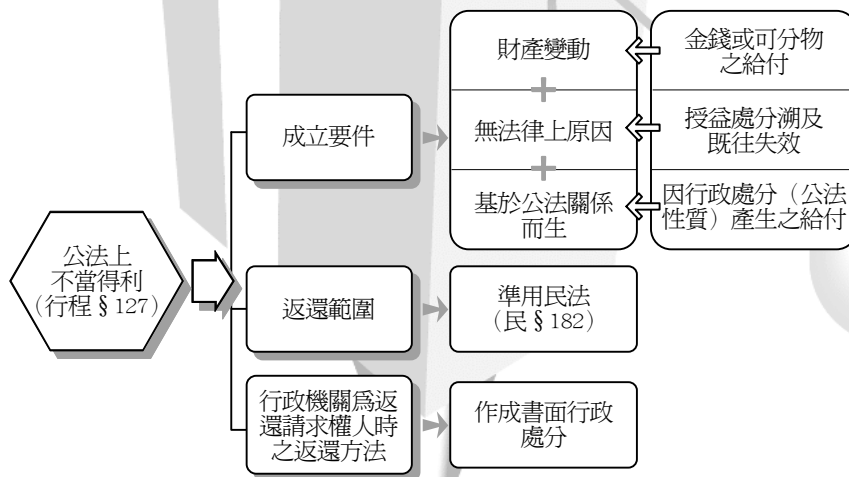 財產變動
金錢或可分物
之給付
成立要件
無法律上原因
授益處分溯及
既往失效
基於公法關係
而生
因行政處分（公法
性質）產生之給付
公法上
不當得利
(行程§127)
返還範圍
準用民法
（民§182）
行政機關為返
還請求權人時
之返還方法
作成書面行政
處分